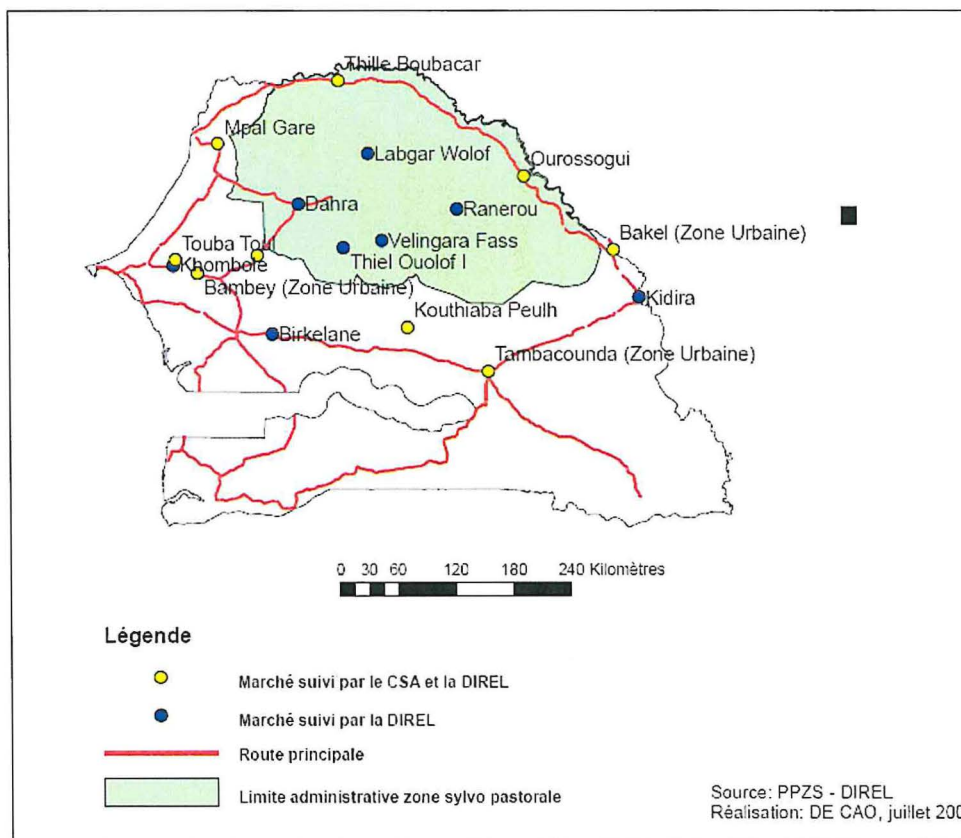 Thille Boubacar
Mpal Gare
Labgar Wolof
Ourossogui
Dahra
Ranerou
Bakel (Zone Urbaine)
Touba Toul
Velingara Fass
Khombole
Thiel Ouolof I
Bambey (Zone Urbaine)
Kidira
Kouthiaba Peulh
Birkelane
Tambacounda (Zone Urbaine)
0 30 60 120 180 240 Kilomètres
Légende
Marché suivi par le CSA et la DIREL
Marché suivi par la DIREL
Route principale
Limite administrative zone sylvo pastorale
Source: PPZS - DIREL
Réalisation: DE CAO, juillet 200